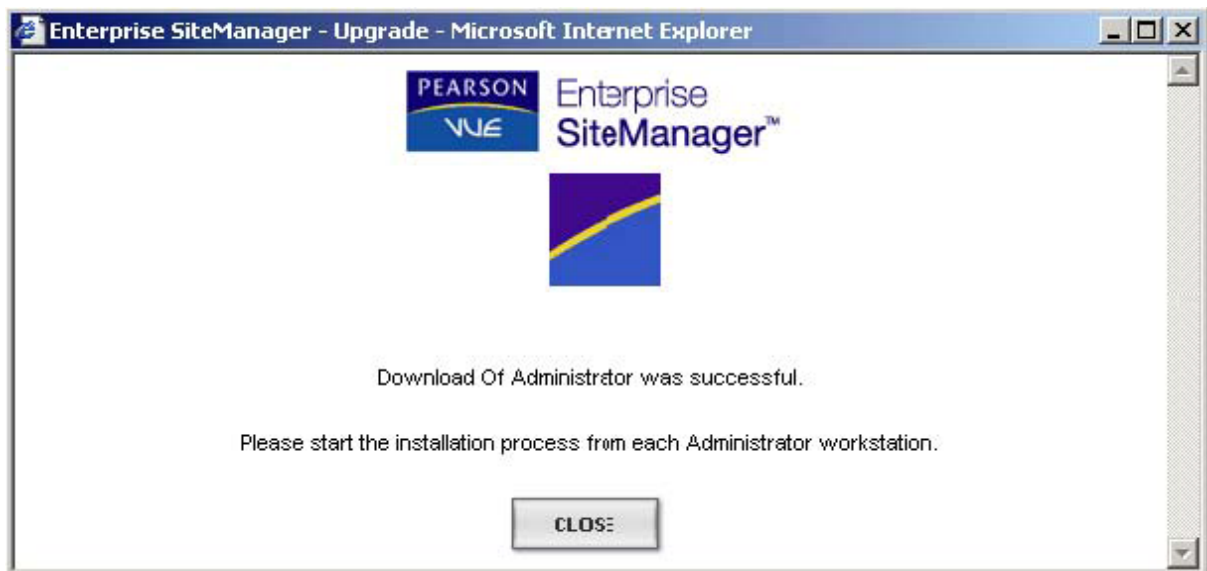 Enterprise SiteManager - Upgrade - Microsoft Internet Explorer
PEARSON
VUE
Enterprise
SiteManager™
Download Of Administrator was successful.
Please start the installation process from each Administrator workstation.
CLOSE